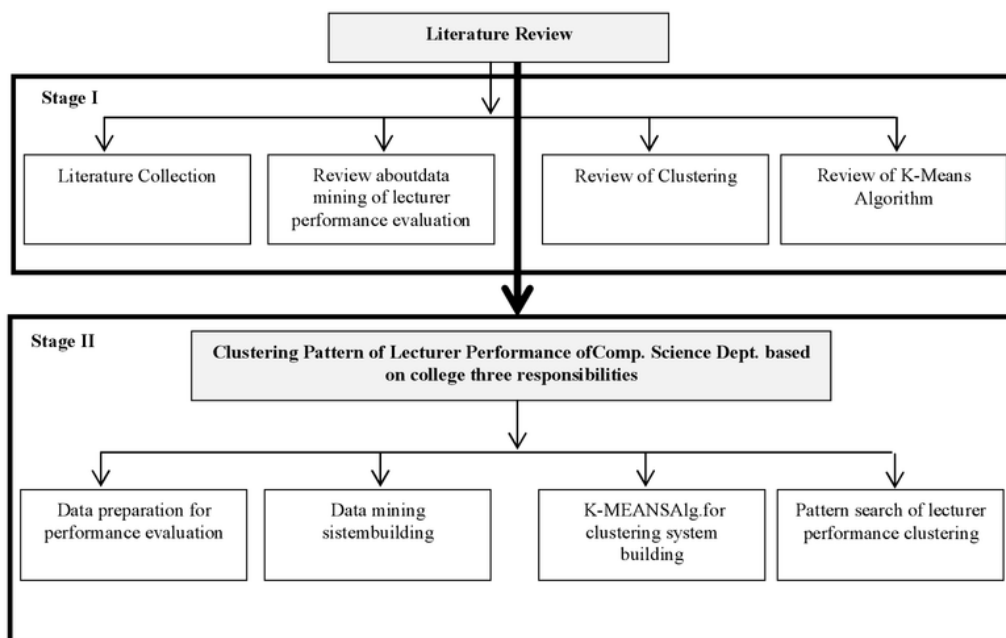 Literature Review
Stage I
Literature Collection
Review aboutdata
mining of lecturer
performance evaluation
Review of Clustering
Review of K-Means
Algorithm
Stage II
Clustering Pattern of Lecturer Performance ofComp. Science Dept. based
on college three responsibilities
Data preparation for
performance evaluation
Data mining
sistembuilding
K-MEANSAlg.for
clustering system
building
Pattern search of lecturer
performance clustering